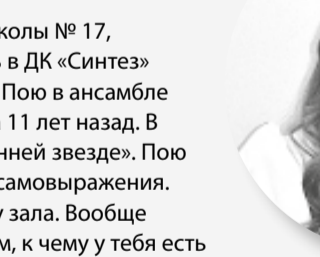 колы № 17,
в ДК «Синтез»
Пою в ансамбле
11 лет назад. В
нней звезде». Пою
самовыражения.
зала. Вообще
м, к чему у тебя есть